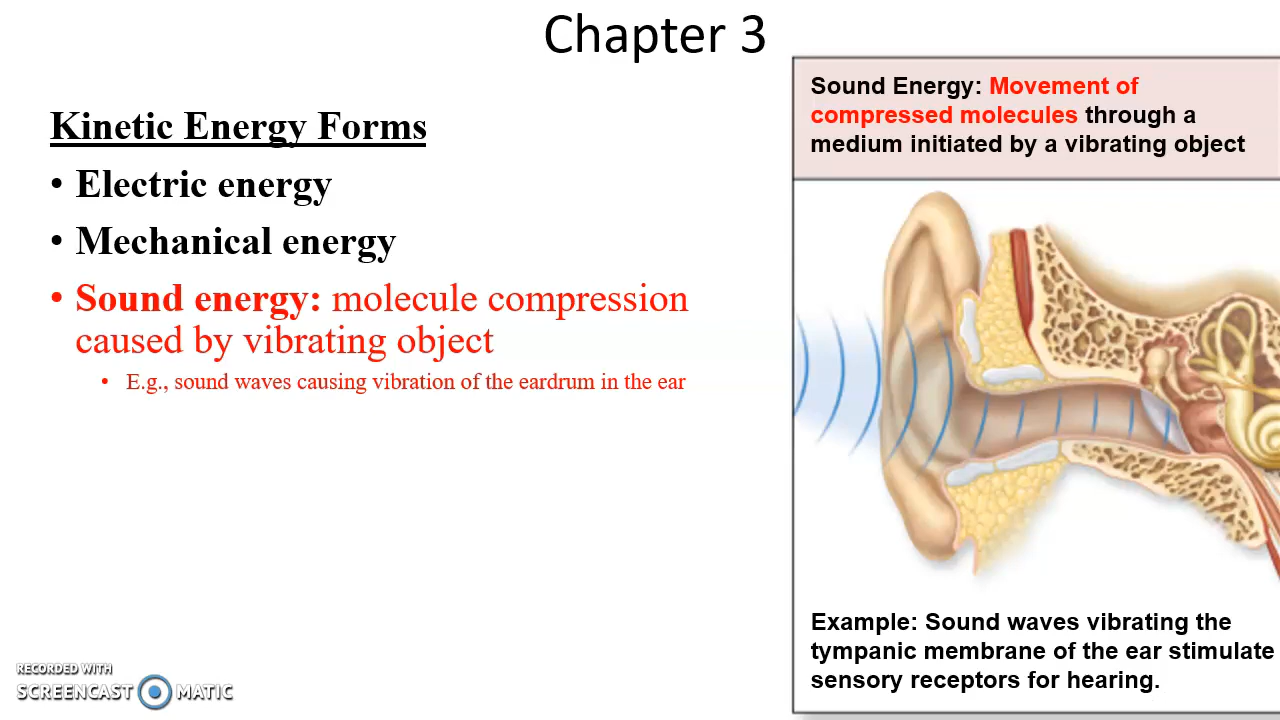 Chapter 3
Kinetic Energy Forms
• Electric energy
• Mechanical energy
• Sound energy: molecule compression
caused by vibrating object
• E.g., sound waves causing vibration of the eardrum in the ear
Sound Energy: Movement of
compressed molecules through a
medium initiated by a vibrating object
Example: Sound waves vibrating the
tympanic membrane of the ear stimulate
sensory receptors for hearing.
RECORDED WITH
SCREENCAST MATIC